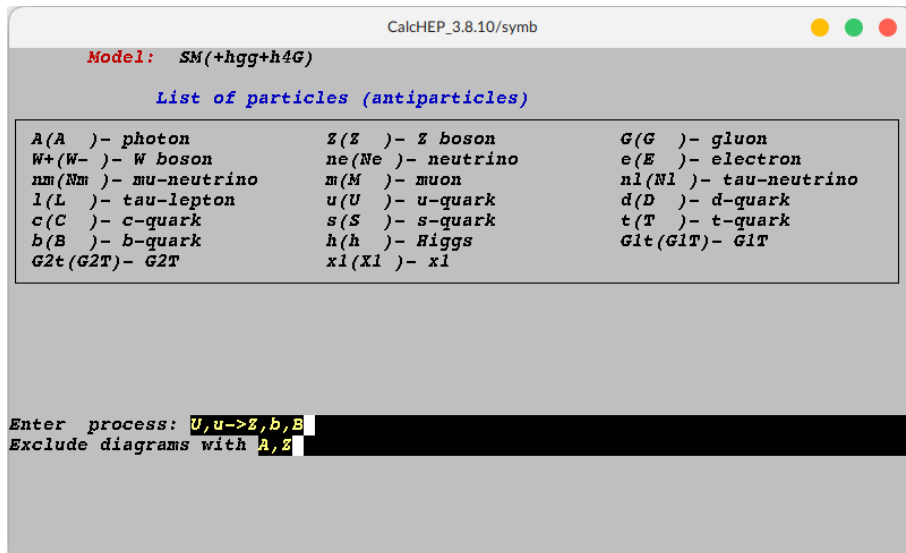 CalcHEP_3.8.10/symb
Model: SM(+hgg+h4G)
List of particles (antiparticles)
A(A )- photon Z(Z )- Z boson G(G )- gluon
W+(W- )- W boson ne(Ne )- neutrino e(E )- electron
nm(Nm )- mu-neutrino m(M )- muon nl(Nl )- tau-neutrino
l(L )- tau-lepton u(U )- u-quark d(D )- d-quark
c(C )- c-quark s(S )- s-quark t(T )- t-quark
b(B )- b-quark h(h )- Higgs G1t(G1T)- G1T
G2t(G2T)- G2T x1(X1 )- x1
Enter process: U,u->Z,b,B
Exclude diagrams with A,Z